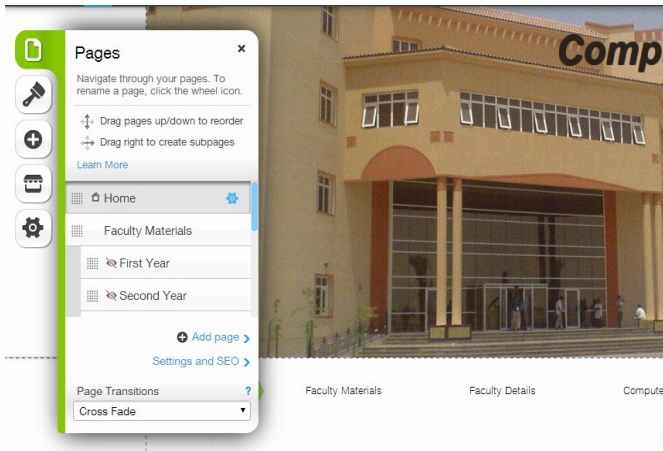 Pages
×
Navigate through your pages. To
rename a page, click the wheel icon.
Drag pages up/down to reorder
Drag right to create subpages
Learn More
Home
Faculty Materials
First Year
Second Year
Add page >
Settings and SEO >
Page Transitions ?
Cross Fade
Comp
Faculty Materials
Faculty Details
Compute